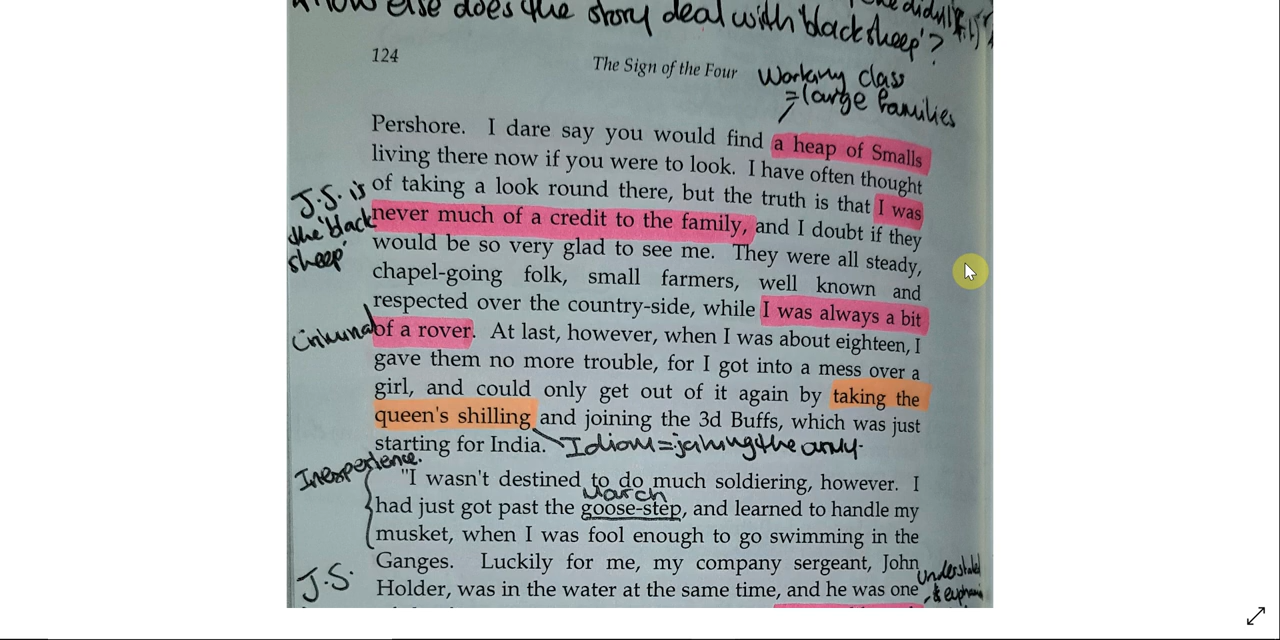 else does the story deal with 'black sheep'?
124
The Sign of the Four
Working class
= large families
Pershore. I dare say you would find a heap of Smalls
living there now if you were to look. I have often thought
of taking a look round there, but the truth is that I was
never much of a credit to the family, and I doubt if they
would be so very glad to see me. They were all steady,
chapel-going folk, small farmers, well known and
respected over the country-side, while I was always a bit
of a rover. At last, however, when I was about eighteen, I
gave them no more trouble, for I got into a mess over a
girl, and could only get out of it again by taking the
queen's shilling and joining the 3d Buffs, which was just
starting for India.
J.S. is
the 'black
sheep'
Criminal
Idiom = joining the army.
Inexperience.
"I wasn't destined to do much soldiering, however. I
March
had just got past the goose-step, and learned to handle my
musket, when I was fool enough to go swimming in the
Ganges. Luckily for me, my company sergeant, John
Holder, was in the water at the same time, and he was one
J.S.